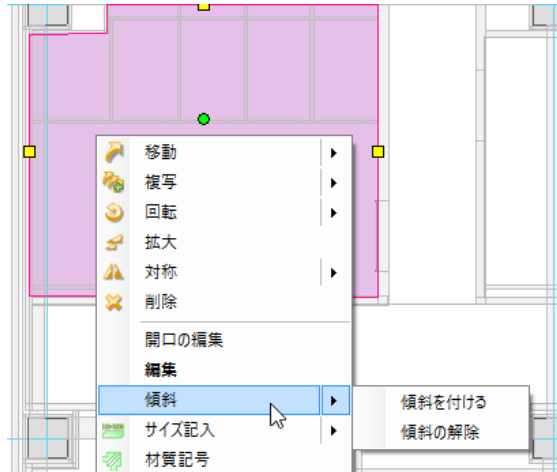 移動
複写
回転
拡大
対称
削除
開口の編集
編集
傾斜
傾斜を付ける
傾斜の解除
サイズ記入
材質記号